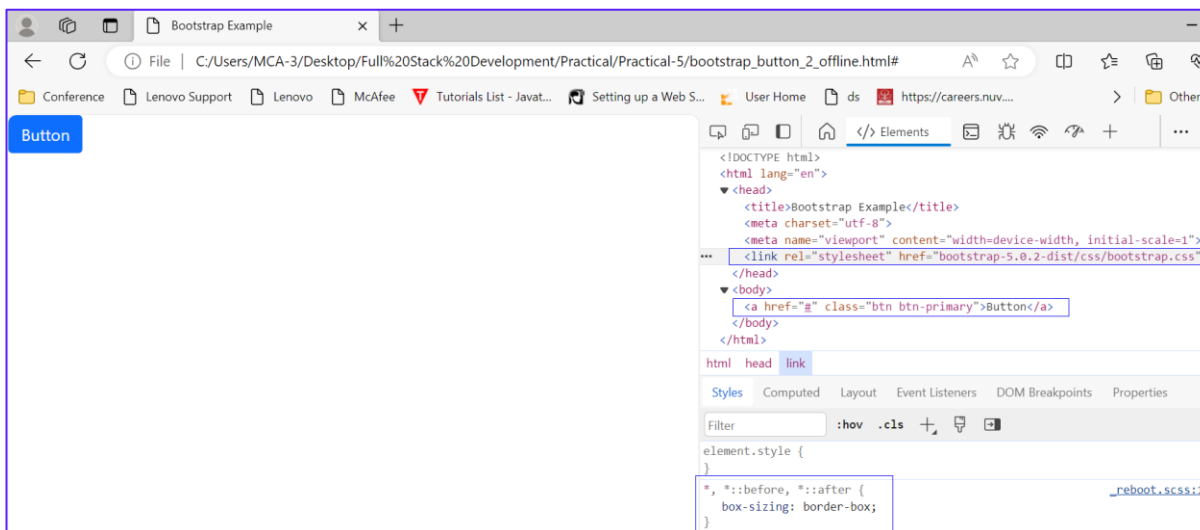 Bootstrap Example
File | C:/Users/MCA-3/Desktop/Full%20Stack%20Development/Practical/Practical-5/bootstrap_button_2_offline.html#
Conference Lenovo Support Lenovo McAfee Tutorials List - Javat... Setting up a Web S... User Home ds https://careers.nuv.... Other
Button
</> Elements
<!DOCTYPE html>
<html lang="en">
<head>
<title>Bootstrap Example</title>
<meta charset="utf-8">
<meta name="viewport" content="width=device-width, initial-scale=1">
<link rel="stylesheet" href="bootstrap-5.0.2-dist/css/bootstrap.css"
</head>
<body>
<a href="#" class="btn btn-primary">Button</a>
</body>
</html>
html head link
Styles Computed Layout Event Listeners DOM Breakpoints Properties
Filter :hov .cls
element.style {
}
*, *::before, *::after { _reboot.scss:
box-sizing: border-box;
}